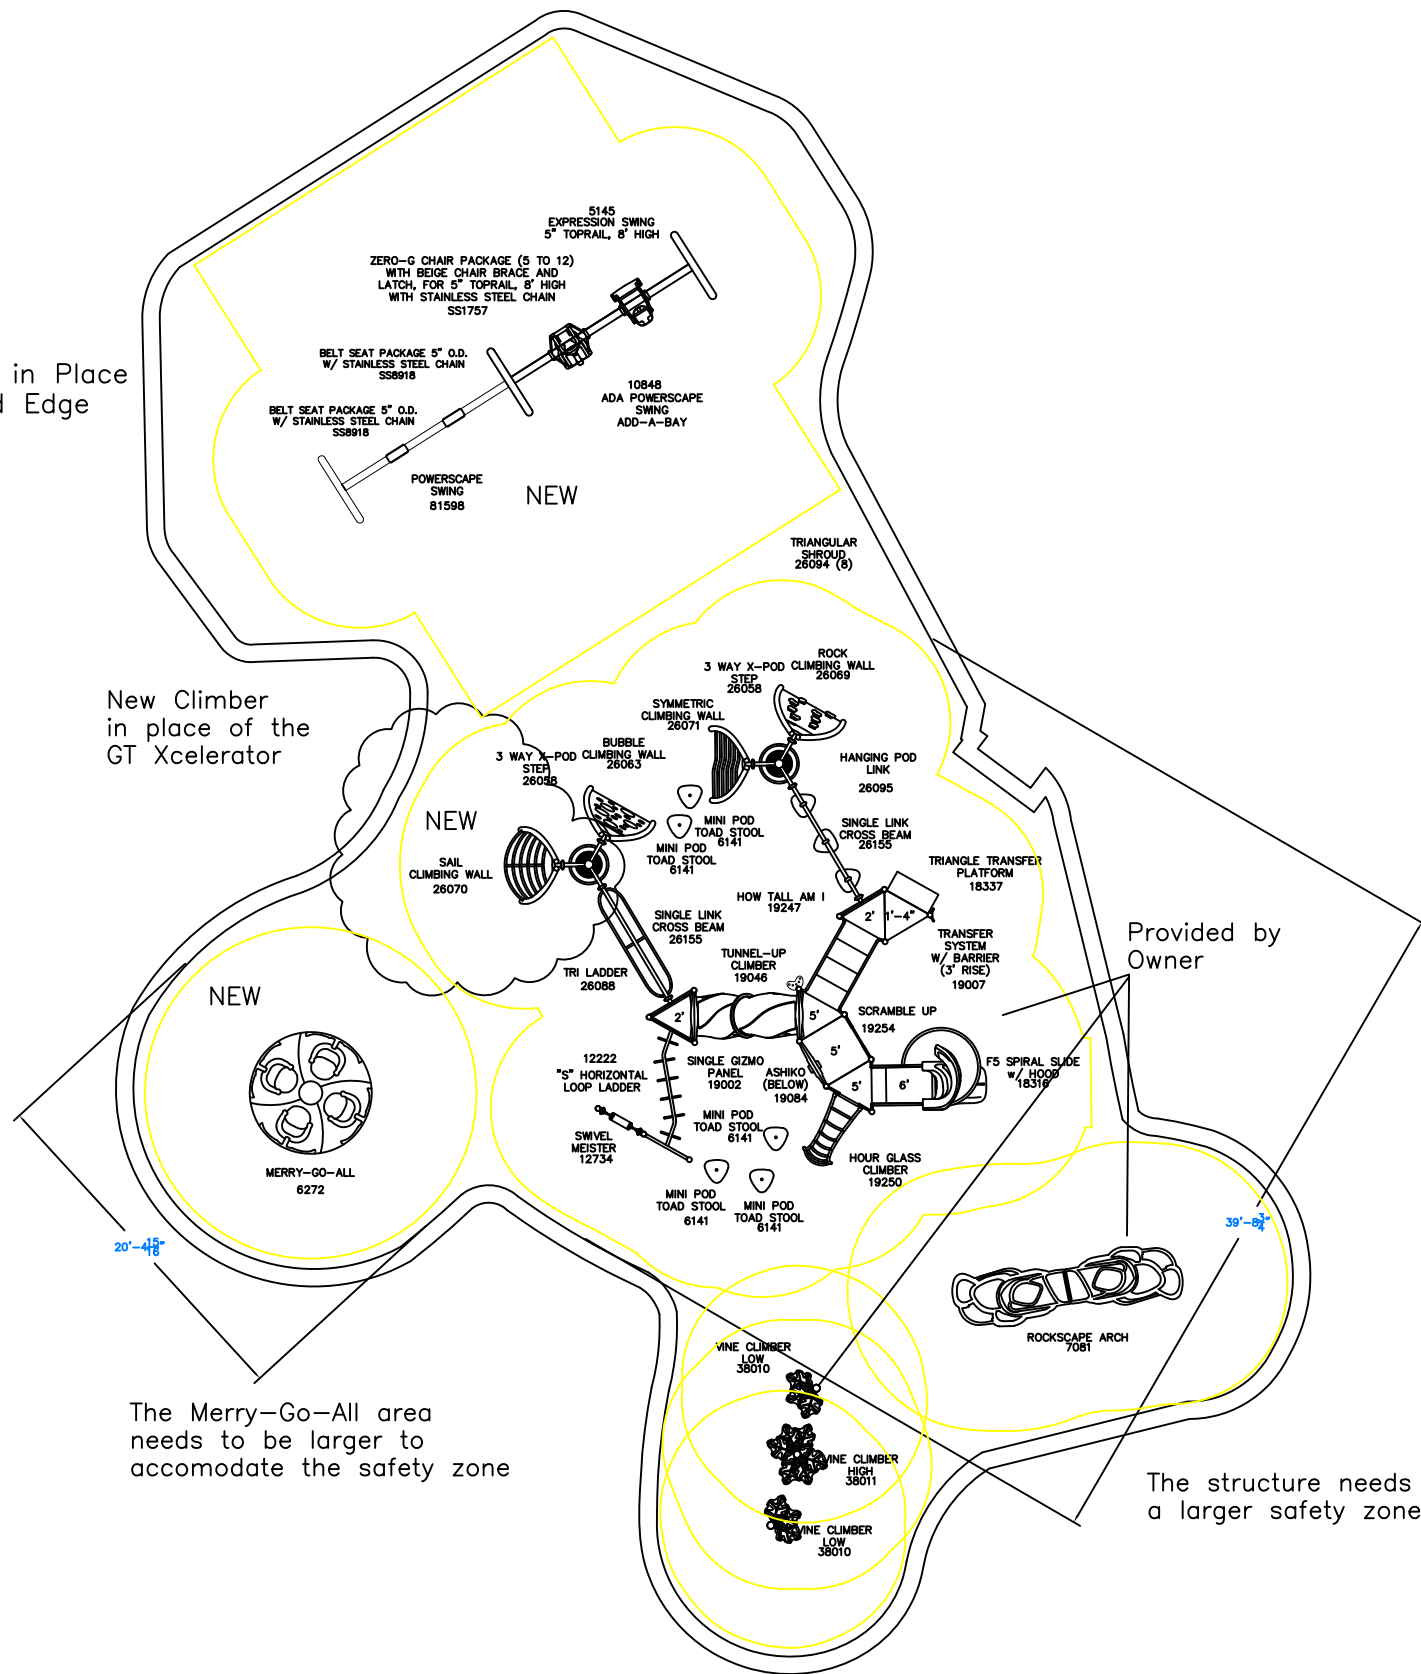 5145
EXPRESSION SWING
5" TOPRAIL, 8' HIGH
ZERO-G CHAIR PACKAGE (5 TO 12)
WITH BEIGE CHAIR BRACE AND
LATCH, FOR 5" TOPRAIL, 8' HIGH
WITH STAINLESS STEEL CHAIN
SS1757
BELT SEAT PACKAGE 5" O.D.
W/ STAINLESS STEEL CHAIN
SS8918
in Place
d Edge
BELT SEAT PACKAGE 5" O.D.
W/ STAINLESS STEEL CHAIN
SS8918
10848
ADA POWERSCAPE
SWING
ADD-A-BAY
POWERSCAPE
SWING
81598
NEW
TRIANGULAR
SHROUD
26094 (8)
New Climber
in place of the
GT Xcelerator
3 WAY X-POD
STEP
26058
ROCK
CLIMBING WALL
26069
SYMMETRIC
CLIMBING WALL
26071
3 WAY X-POD
STEP
26058
BUBBLE
CLIMBING WALL
26063
HANGING POD
LINK
26095
NEW
MINI POD
TOAD STOOL
6141
MINI POD
TOAD STOOL
6141
SINGLE LINK
CROSS BEAM
26155
SAIL
CLIMBING WALL
26070
TRIANGLE TRANSFER
PLATFORM
18337
HOW TALL AM I
19247
2'
1'-4"
SINGLE LINK
CROSS BEAM
26155
TRANSFER
SYSTEM
W/ BARRIER
(3' RISE)
19007
Provided by
Owner
TRI LADDER
26088
TUNNEL-UP
CLIMBER
19046
NEW
2'
5'
SCRAMBLE UP
19254
5'
12222
"S" HORIZONTAL
LOOP LADDER
SINGLE GIZMO
PANEL
19002
ASHIKO
(BELOW)
19084
5'
6'
F5 SPIRAL SLIDE
w/ HOOD
18316
MINI POD
TOAD STOOL
6141
SWIVEL
MEISTER
12734
MERRY-GO-ALL
6272
HOUR GLASS
CLIMBER
19250
MINI POD
TOAD STOOL
6141
MINI POD
TOAD STOOL
6141
20'-4 15/16"
39'-8 3/4"
ROCKSCAPE ARCH
7081
VINE CLIMBER
LOW
38010
The Merry-Go-All area
needs to be larger to
accomodate the safety zone
VINE CLIMBER
HIGH
38011
The structure needs
a larger safety zone
VINE CLIMBER
LOW
38010